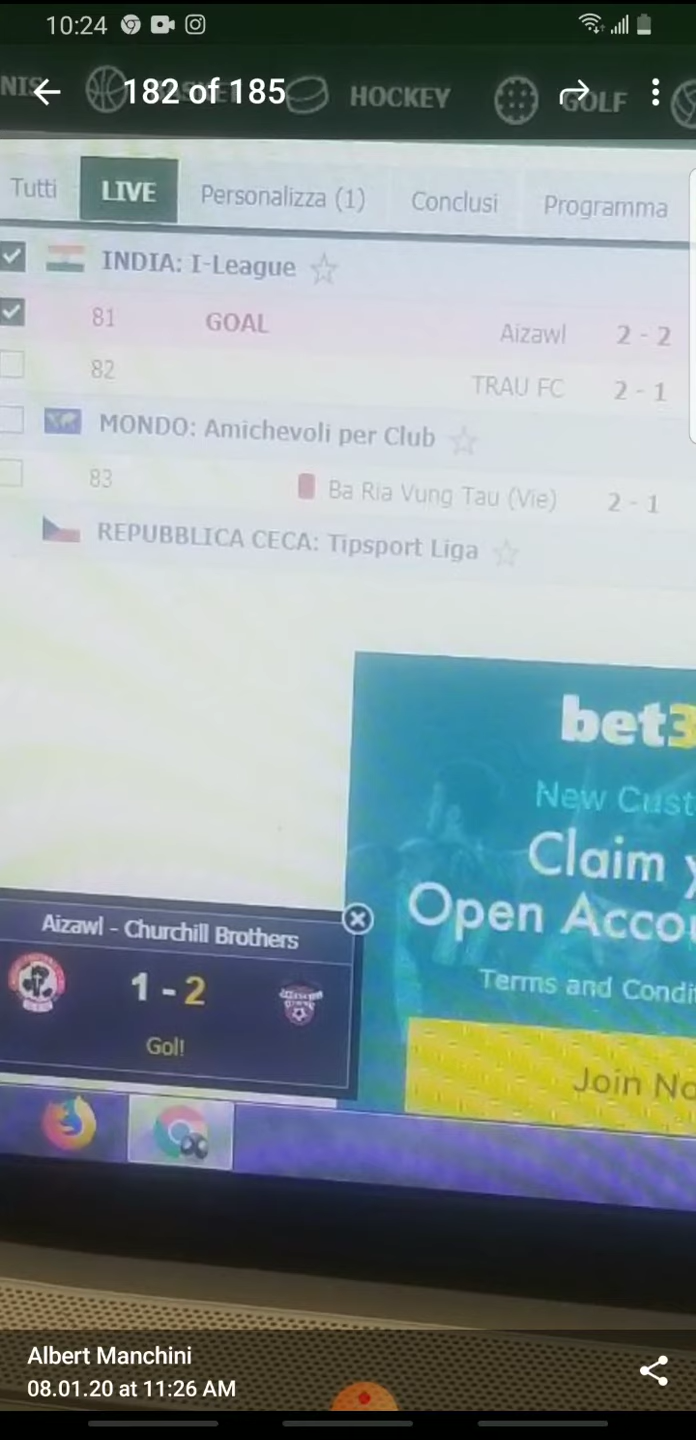 10:24
182 of 185
HOCKEY
GOLF
Tutti LIVE Personalizza (1) Conclusi Programma
INDIA: I-League
81 GOAL Aizawl 2 - 2
82 TRAU FC 2 - 1
MONDO: Amichevoli per Club
83 Ba Ria Vung Tau (Vie) 2 - 1
REPUBBLICA CECA: Tipsport Liga
bet3
New Cust
Claim y
Open Accou
Terms and Condi
Join No
Aizawl - Churchill Brothers
1 - 2
Gol!
Albert Manchini
08.01.20 at 11:26 AM